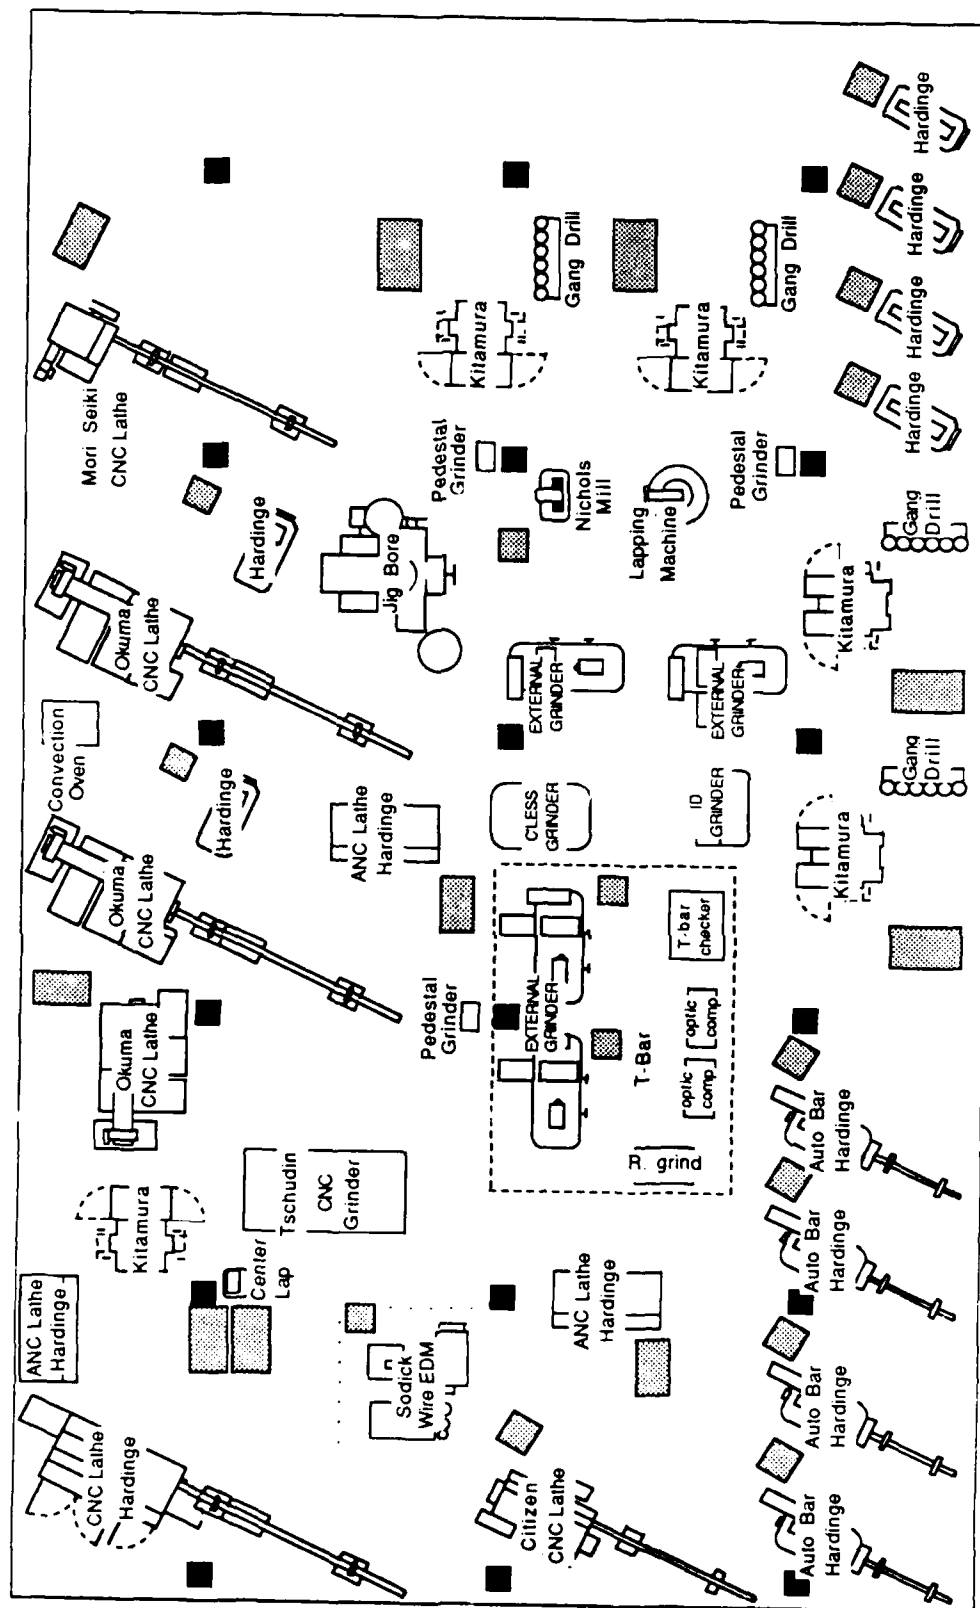 Mori Seiki
CNC Lathe
Okuma
CNC Lathe
Convection
Oven
Okuma
CNC Lathe
Okuma
CNC Lathe
Kitamura
ANC Lathe
Hardinge
CNC Lathe
Hardinge
Hardinge
(Hardinge
Jig Bore
ANC Lathe
Hardinge
Tschudin
CNC
Grinder
Center
Lap
Sodick
Wire EDM
Kitamura
Gang Drill
Pedestal
Grinder
Nichols
Mill
EXTERNAL
GRINDER
C'LESS
GRINDER
Pedestal
Grinder
EXTERNAL
GRINDER
ANC Lathe
Hardinge
Citizen
CNC Lathe
Kitamura
Gang Drill
Pedestal
Grinder
Lapping
Machine
EXTERNAL
GRINDER
ID
GRINDER
T-bar
checker
T-Bar
optic
comp
optic
comp
R. grind
Hardinge
Hardinge
Hardinge
Hardinge
Gang
Drill
Kitamura
Gang
Drill
Kitamura
Auto Bar
Hardinge
Auto Bar
Hardinge
Auto Bar
Hardinge
Auto Bar
Hardinge